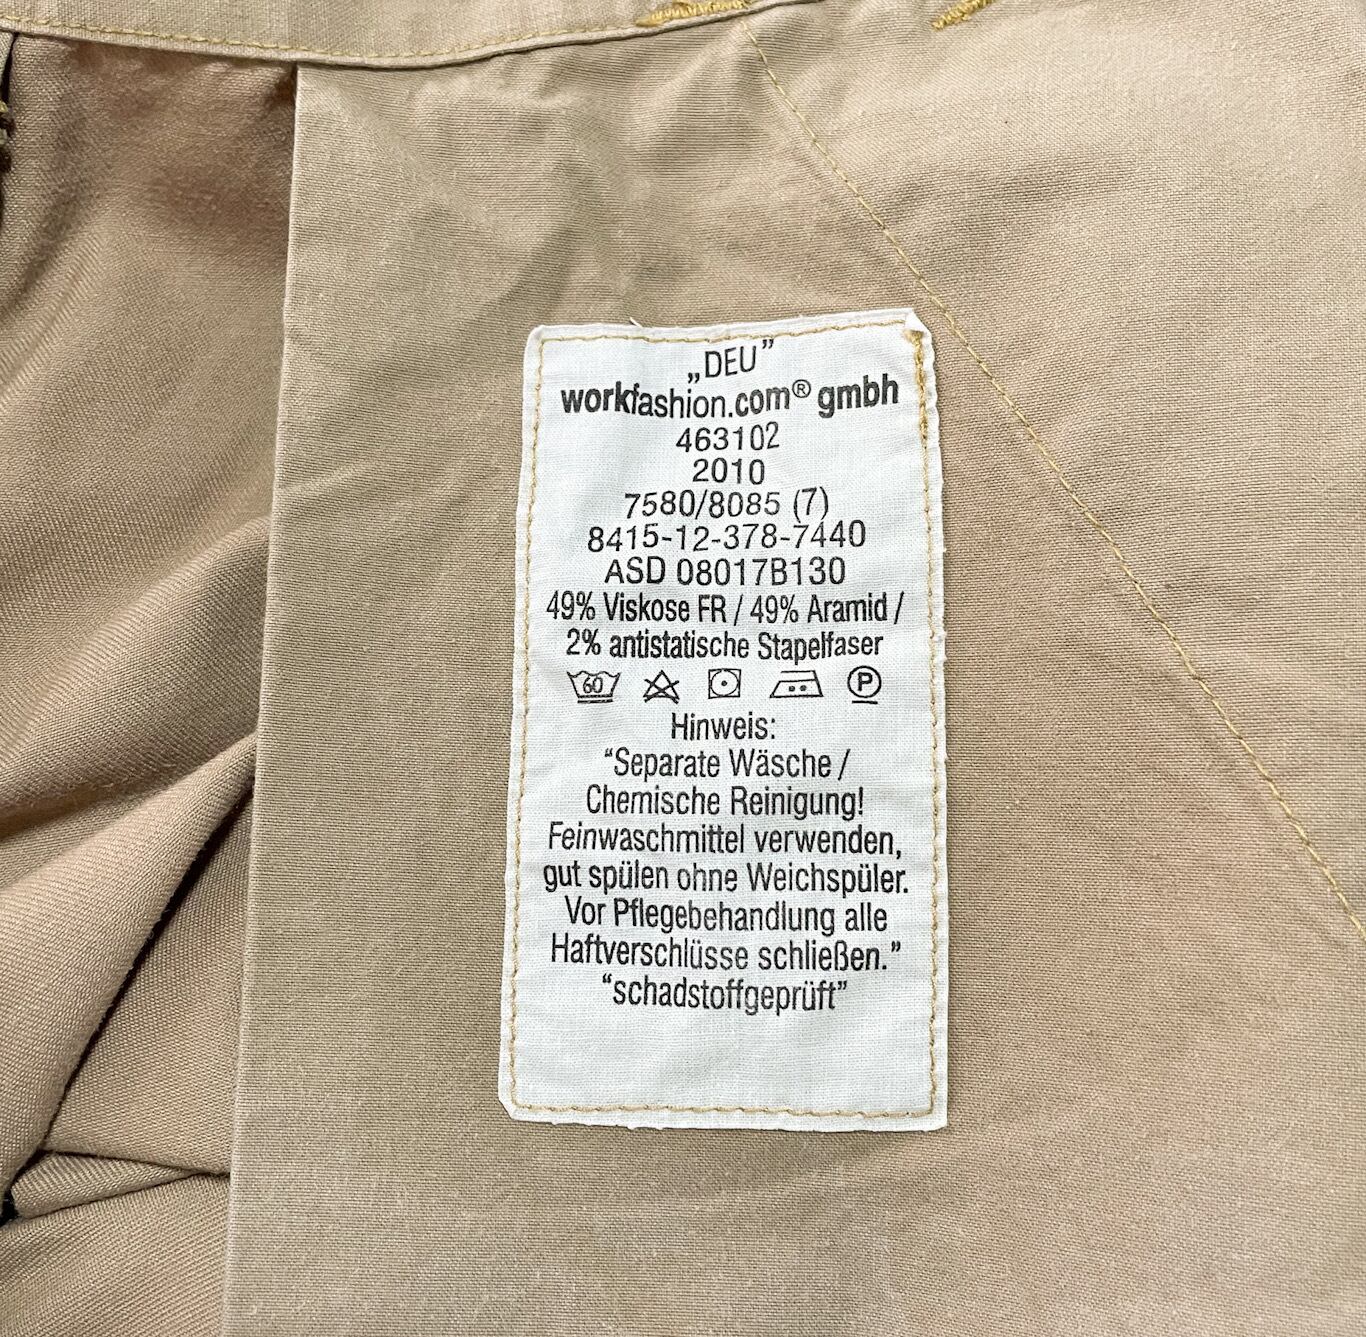 „DEU”
workfashion.com® gmbh
463102
2010
7580/8085 (7)
8415-12-378-7440
ASD 08017B130
49% Viskose FR / 49% Aramid /
2% antistatische Stapelfaser
60 P
Hinweis:
“Separate Wäsche /
Chemische Reinigung!
Feinwaschmittel verwenden,
gut spülen ohne Weichspüler.
Vor Pflegebehandlung alle
Haftverschlüsse schließen.”
“schadstoffgeprüft”